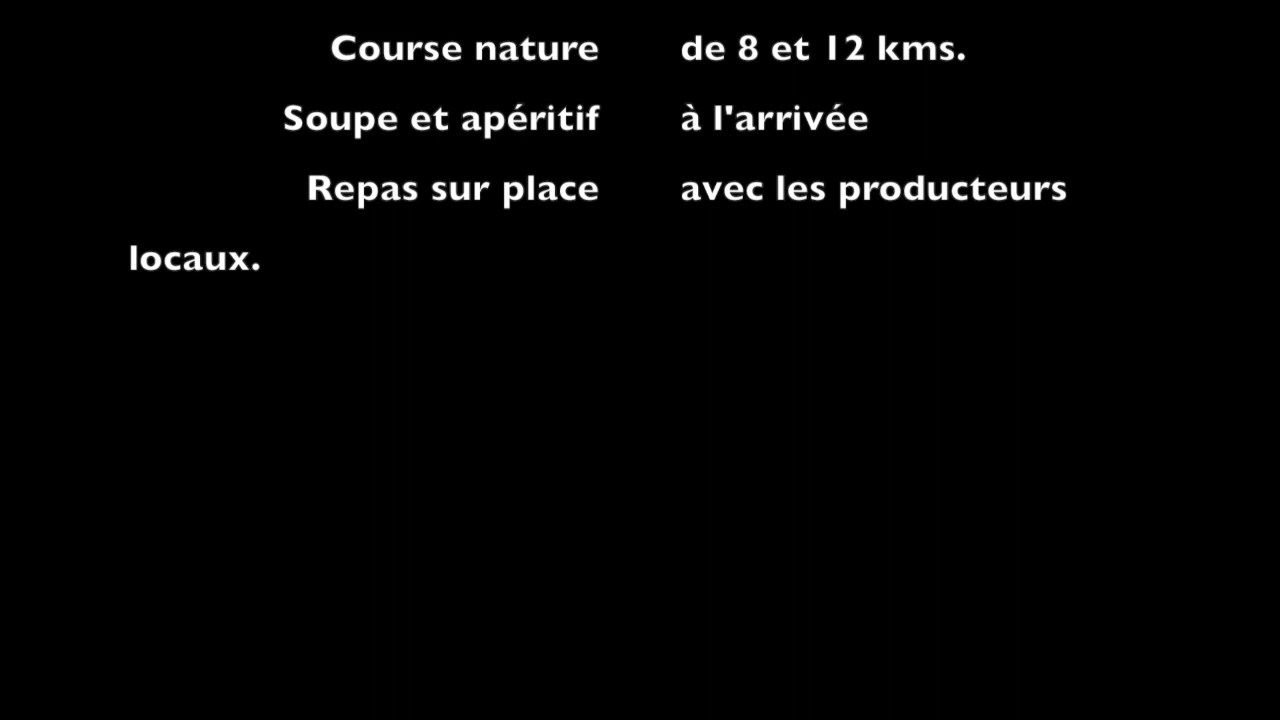 Course nature de 8 et 12 kms.
Soupe et apéritif à l'arrivée
Repas sur place avec les producteurs
locaux.